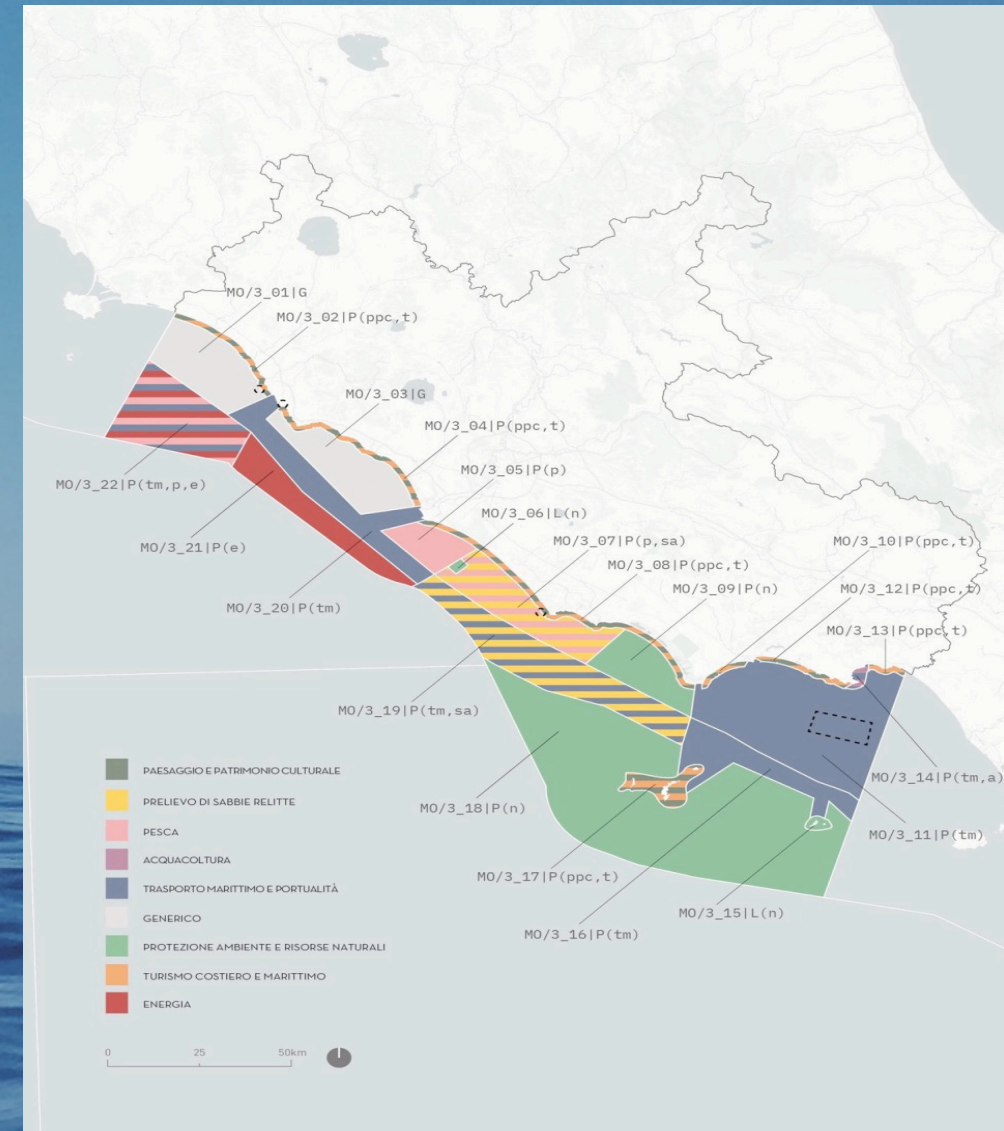 MO/3_01|G
MO/3_02|P(ppc,t)
MO/3_03|G
MO/3_04|P(ppc,t)
MO/3_05|P(p)
MO/3_06|L(n)
MO/3_07|P(p,sa)
MO/3_08|P(ppc,t)
MO/3_09|P(n)
MO/3_10|P(ppc,t)
MO/3_12|P(ppc,t)
MO/3_13|P(ppc,t)
MO/3_22|P(tm,p,e)
MO/3_21|P(e)
MO/3_20|P(tm)
MO/3_19|P(tm,sa)
MO/3_18|P(n)
MO/3_17|P(ppc,t)
MO/3_16|P(tm)
MO/3_15|L(n)
MO/3_14|P(tm,a)
MO/3_11|P(tm)
PAESAGGIO E PATRIMONIO CULTURALE
PRELIEVO DI SABBIE RELITTE
PESCA
ACQUACOLTURA
TRASPORTO MARITTIMO E PORTUALITÀ
GENERICO
PROTEZIONE AMBIENTE E RISORSE NATURALI
TURISMO COSTIERO E MARITTIMO
ENERGIA
0 25 50km